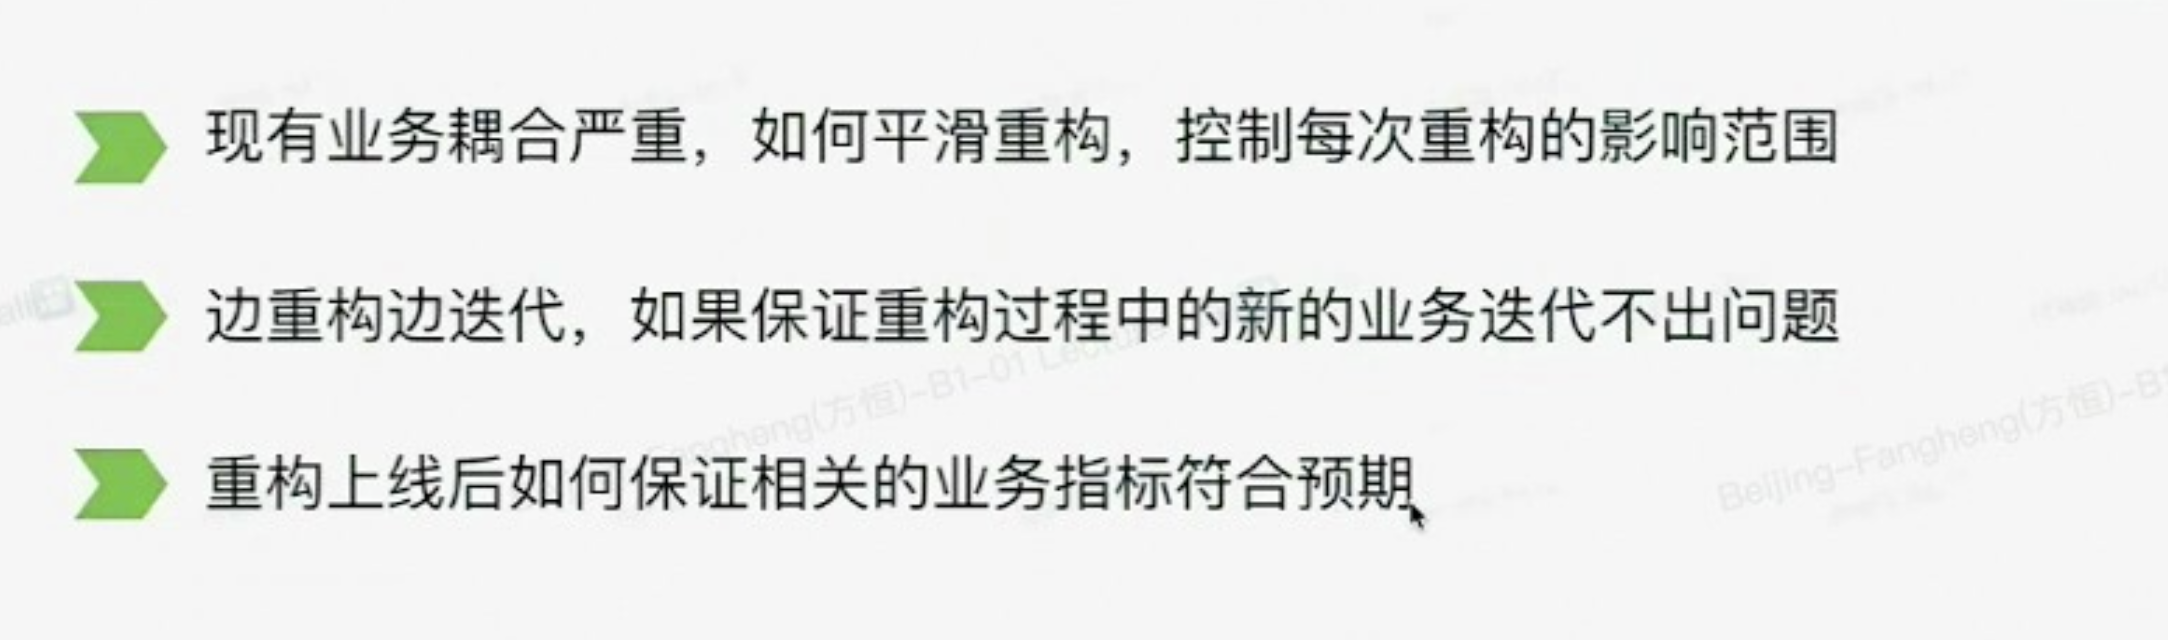 现有业务耦合严重，如何平滑重构，控制每次重构的影响范围
边重构边迭代，如果保证重构过程中的新的业务迭代不出问题
Fangheng(方恒)-B1-01 Lecture
Beijing-Fangheng(方恒)-B1
重构上线后如何保证相关的业务指标符合预期